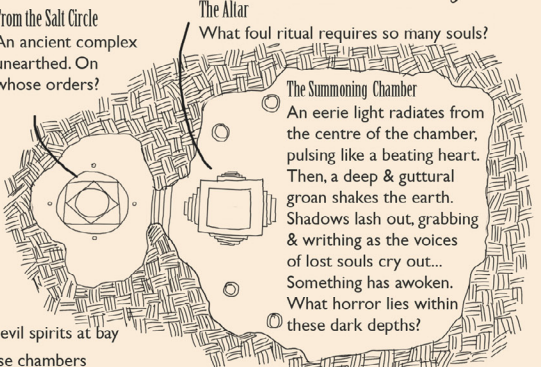 From the Salt Circle
An ancient complex
unearthed. On
whose orders?
The Altar
What foul ritual requires so many souls?
The Summoning Chamber
An eerie light radiates from
the centre of the chamber,
pulsing like a beating heart.
Then, a deep & guttural
groan shakes the earth.
Shadows lash out, grabbing
& writhing as the voices
of lost souls cry out...
Something has awoken.
What horror lies within
these dark depths?
evil spirits at bay
chambers